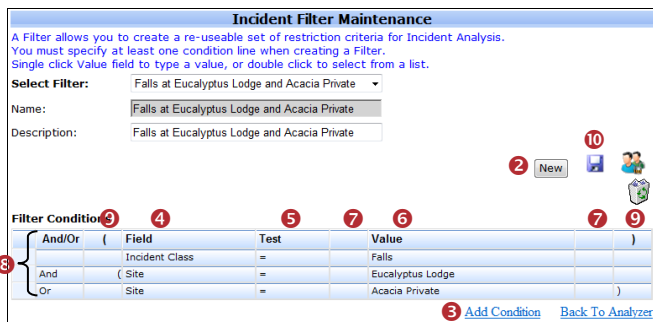 Incident Filter Maintenance
A Filter allows you to create a re-useable set of restriction criteria for Incident Analysis.
You must specify at least one condition line when creating a Filter.
Single click Value field to type a value, or double click to select from a list.
Select Filter: Falls at Eucalyptus Lodge and Acacia Private
Name: Falls at Eucalyptus Lodge and Acacia Private
Description: Falls at Eucalyptus Lodge and Acacia Private
10
2 New
Filter Conditions 9 4 5 7 6 7 9
And/Or ( Field Test Value )
Incident Class = Falls
8 And ( Site = Eucalyptus Lodge
Or Site = Acacia Private )
3 Add Condition Back To Analyzer